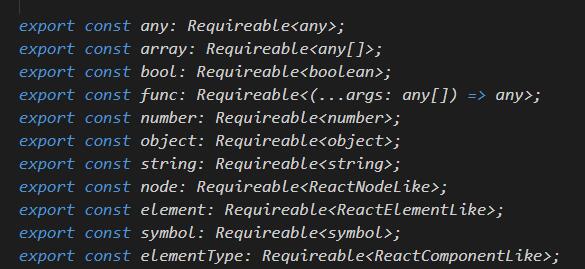 export const any: Requireable<any>;
export const array: Requireable<any[]>;
export const bool: Requireable<boolean>;
export const func: Requireable<(...args: any[]) => any>;
export const number: Requireable<number>;
export const object: Requireable<object>;
export const string: Requireable<string>;
export const node: Requireable<ReactNodeLike>;
export const element: Requireable<ReactElementLike>;
export const symbol: Requireable<symbol>;
export const elementType: Requireable<ReactComponentLike>;